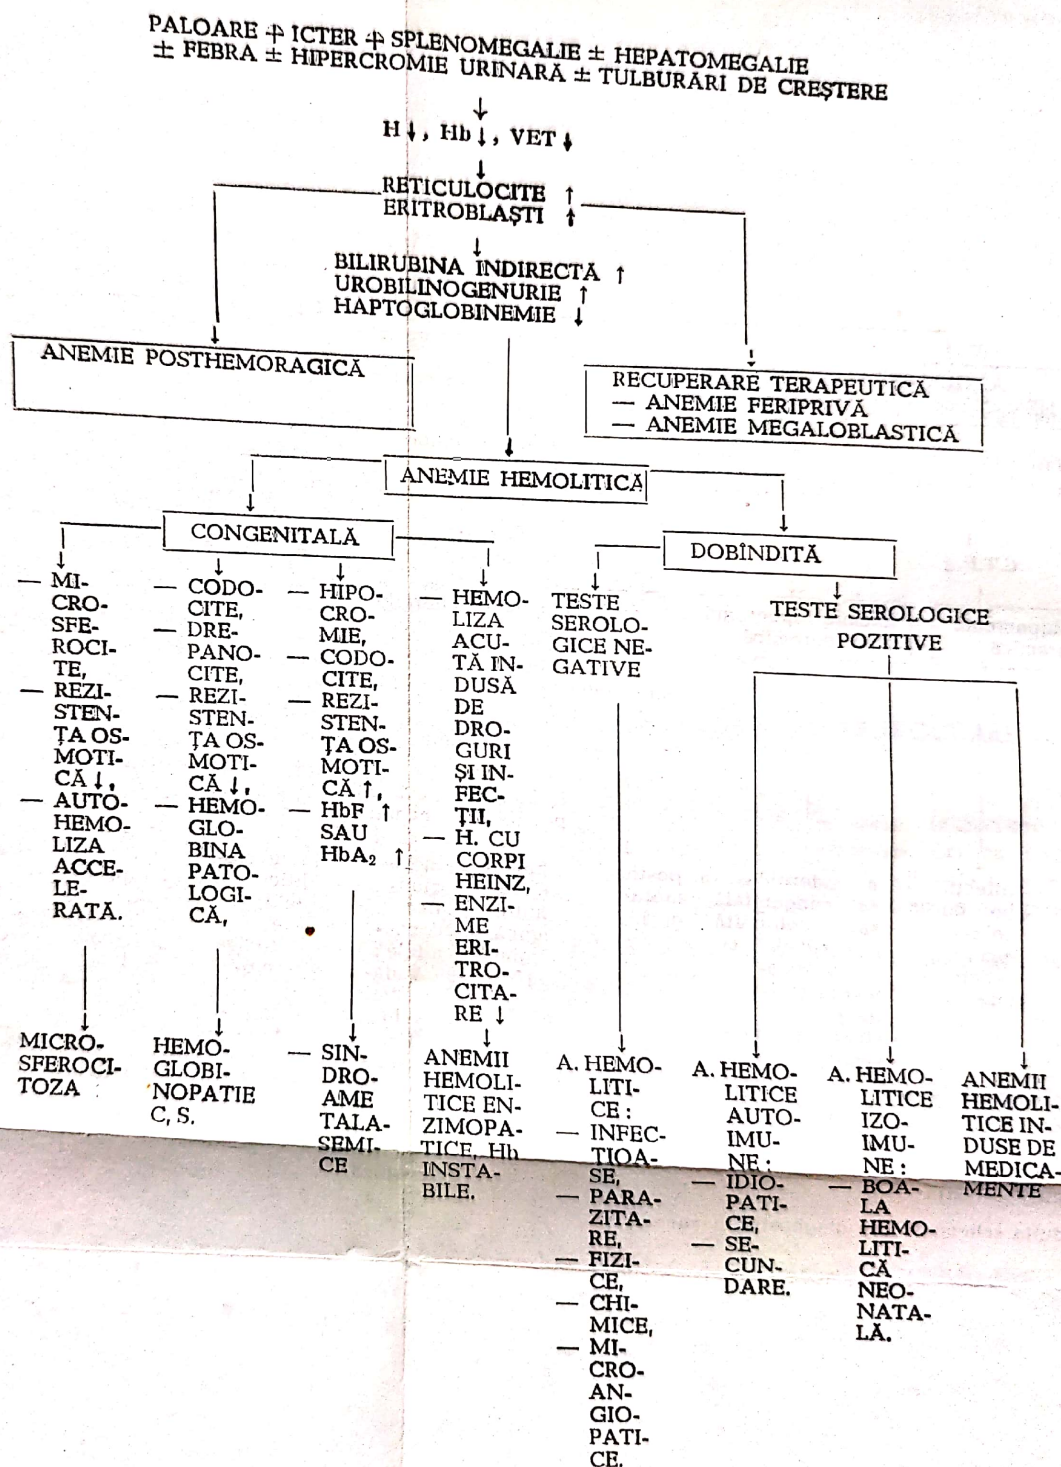 PALOARE ± ICTER ± SPLENOMEGALIE ± HEPATOMEGALIE
± FEBRA ± HIPERCROMIE URINARĂ ± TULBURĂRI DE CREŞTERE
↓
H ↓, Hb ↓, VET ↓
↓
RETICULOCITE ↑
ERITROBLAŞTI ↑
↓
BILIRUBINA INDIRECTĂ ↑
UROBILINOGENURIE ↑
HAPTOGLOBINEMIE ↓
ANEMIE POSTHEMORAGICĂ
RECUPERARE TERAPEUTICĂ
— ANEMIE FERIPRIVĂ
— ANEMIE MEGALOBLASTICĂ
ANEMIE HEMOLITICĂ
CONGENITALĂ
DOBÎNDITĂ
— MI-
CRO-
SFE-
ROCI-
TE,
— REZI-
STEN-
ŢA OS-
MOTI-
CĂ ↓,
— AUTO-
HEMO-
LIZA
ACCE-
LE-
RATĂ.
MICRO-
SFEROCI-
TOZA
— CODO-
CITE,
— DRE-
PANO-
CITE,
— REZI-
STEN-
ŢA OS-
MOTI-
CĂ ↓,
— HEMO-
GLO-
BINA
PATO-
LOGI-
CĂ,
HEMO-
GLOBI-
NOPATIE
C, S.
— HIPO-
CRO-
MIE,
— CODO-
CITE,
— REZI-
STEN-
ŢA OS-
MOTI-
CĂ ↑,
— HbF ↑
SAU
HbA₂ ↑
— SIN-
DRO-
AME
TALA-
SEMI-
CE
— HEMO-
LIZA
ACU-
TĂ IN-
DUSĂ
DE
DRO-
GURI
ŞI IN-
FEC-
ŢII,
— H. CU
CORPI
HEINZ,
— ENZI-
ME
ERI-
TRO-
CITA-
RE ↓
ANEMII
HEMOLI-
TICE EN-
ZIMOPA-
TICE, Hb
INSTA-
BILE.
TESTE
SEROLO-
GICE NE-
GATIVE
A. HEMO-
LITI-
CE :
— INFEC-
TIOA-
SE,
— PARA-
ZITA-
RE,
— FIZI-
CE,
— CHI-
MICE,
— MI-
CRO-
AN-
GIO-
PATI-
CE.
TESTE SEROLOGICE
POZITIVE
A. HEMO-
LITICE
AUTO-
IMU-
NE :
— IDIO-
PATI-
CE,
— SE-
CUN-
DARE.
A. HEMO-
LITICE
IZO-
IMU-
NE :
— BOA-
LA
HEMO-
LITI-
CĂ
NEO-
NATA-
LĂ.
ANEMII
HEMOLI-
TICE IN-
DUSE DE
MEDICA-
MENTE